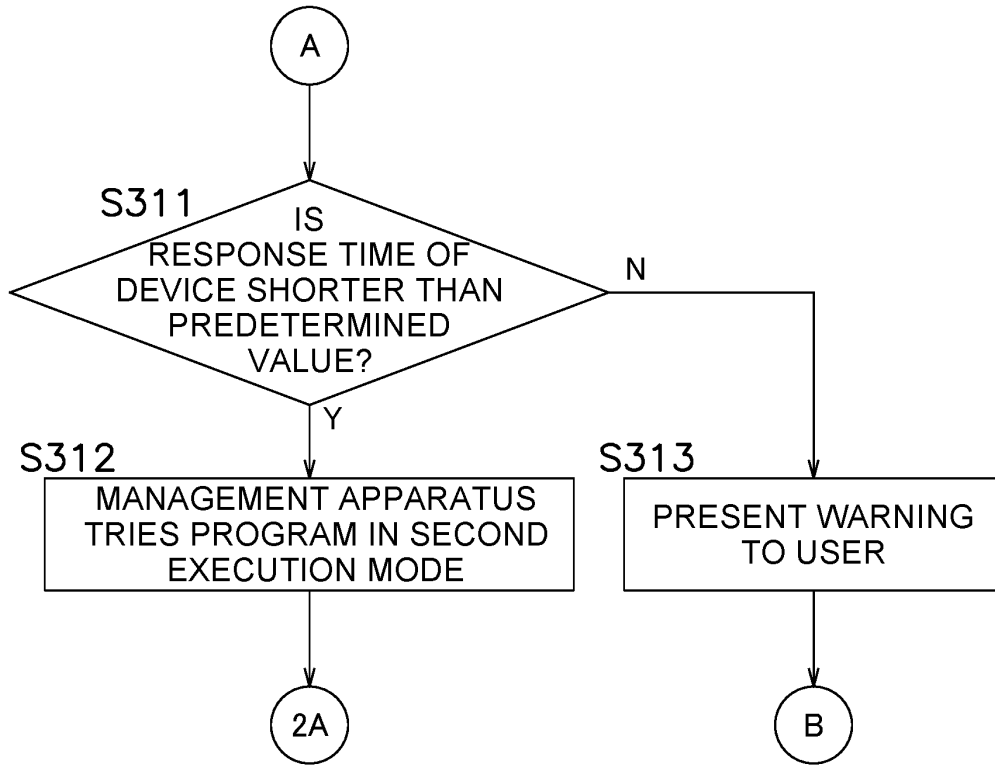 A
S311
IS
RESPONSE TIME OF
DEVICE SHORTER THAN
PREDETERMINED
VALUE?
N
Y
S312
MANAGEMENT APPARATUS
TRIES PROGRAM IN SECOND
EXECUTION MODE
S313
PRESENT WARNING
TO USER
2A
B